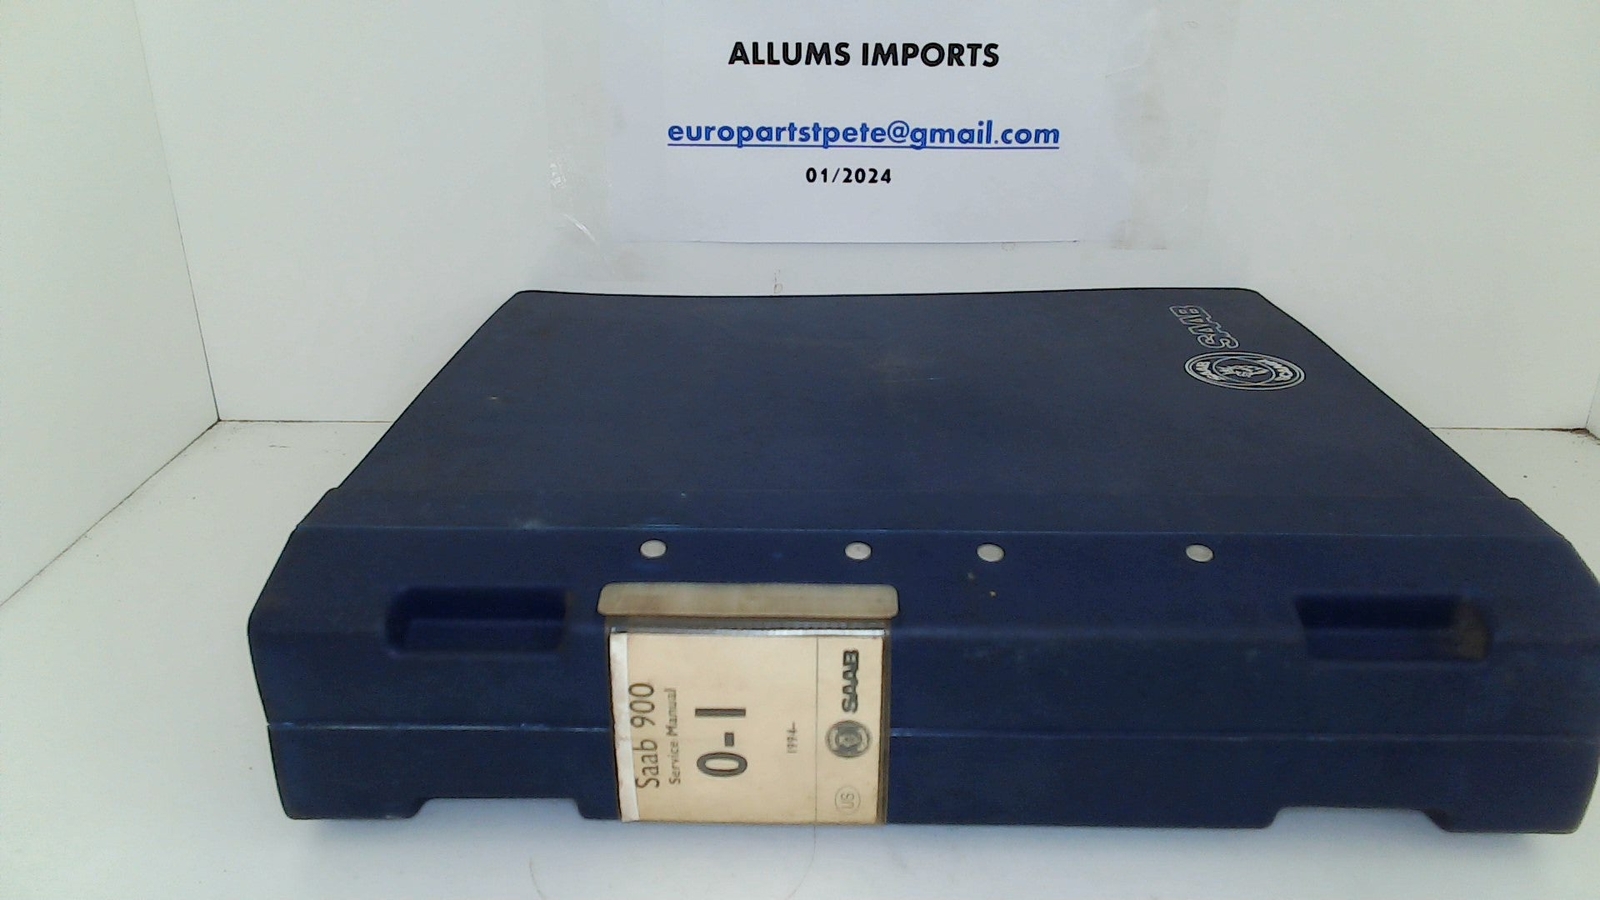 ALLUMS IMPORTS
europartstpete@gmail.com
01/2024
SAAB
Saab 900
Service Manual
0-1
1994-
SAAB
US